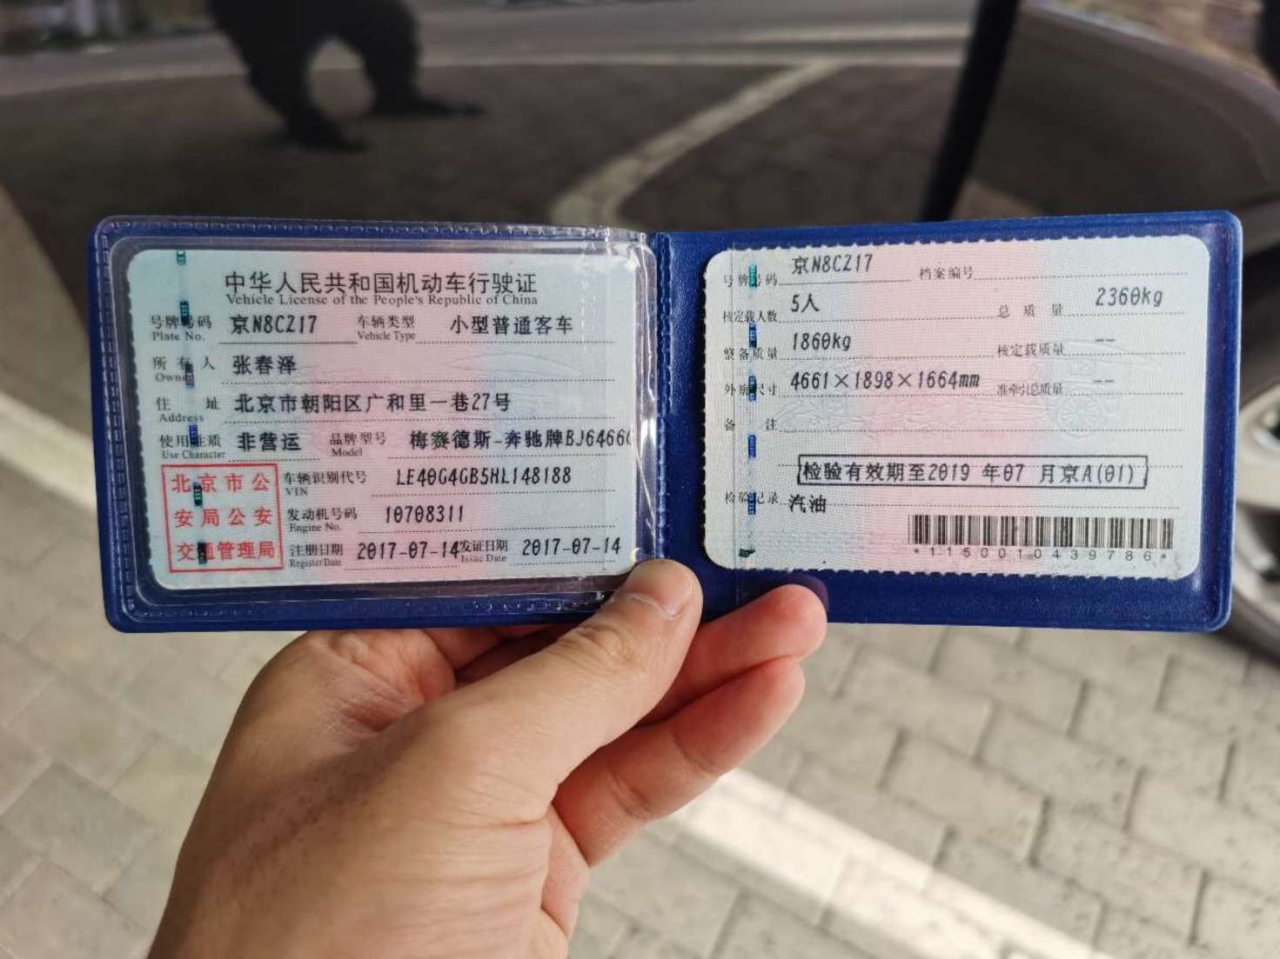 中华人民共和国机动车行驶证
Vehicle License of the People's Republic of China
号牌号码 京N8CZ17 车辆类型 小型普通客车
Plate No. Vehicle Type
所有人 张春泽
Owner
住址 北京市朝阳区广和里一巷27号
Address
使用性质 非营运 品牌型号 梅赛德斯-奔驰牌BJ6466
Use Character Model
北京市公
安局公安
交通管理局
车辆识别代号 LE40G4GB5HL148188
VIN
发动机号码 10708311
Engine No.
注册日期 2017-07-14 发证日期 2017-07-14
Register Date Issue Date
号牌号码 京N8CZ17 档案编号
核定载人数 5人 总质量 2360kg
整备质量 1860kg 核定载质量 --
外廓尺寸 4661×1898×1664mm 准牵引总质量 --
备注
检验有效期至2019 年07 月京A(01)
检验记录 汽油
*1150010439786*